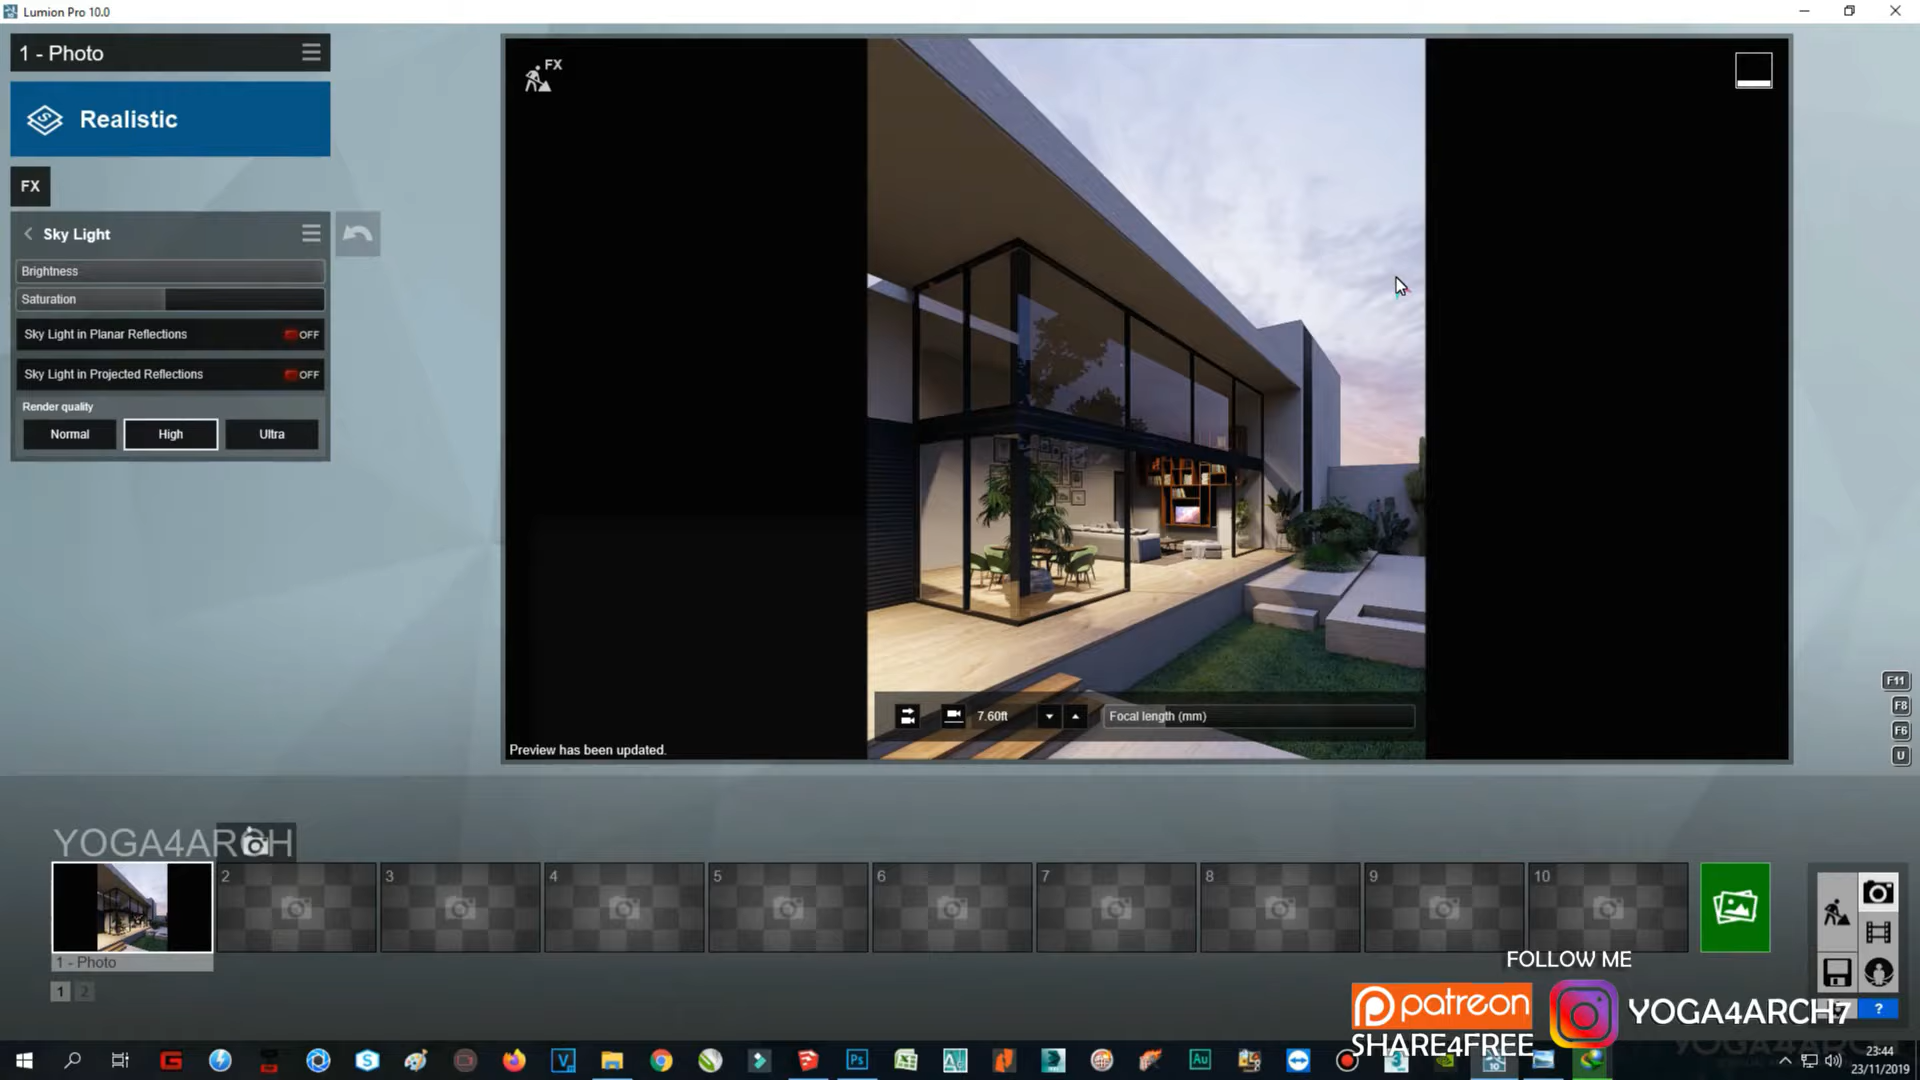 Lumion Pro 10.0
1 - Photo
Realistic
FX
Sky Light
Brightness
Saturation
Sky Light in Planar Reflections OFF
Sky Light in Projected Reflections OFF
Render quality
Normal High Ultra
FX
7.60ft
Focal length (mm)
Preview has been updated.
F11
F8
F6
U
YOGA4ARCH
2 3 4 5 6 7 8 9 10
1 - Photo
1 2
FOLLOW ME
patreon
SHARE4FREE
YOGA4ARCH7
?
Ps
Au
10
23:44
23/11/2019